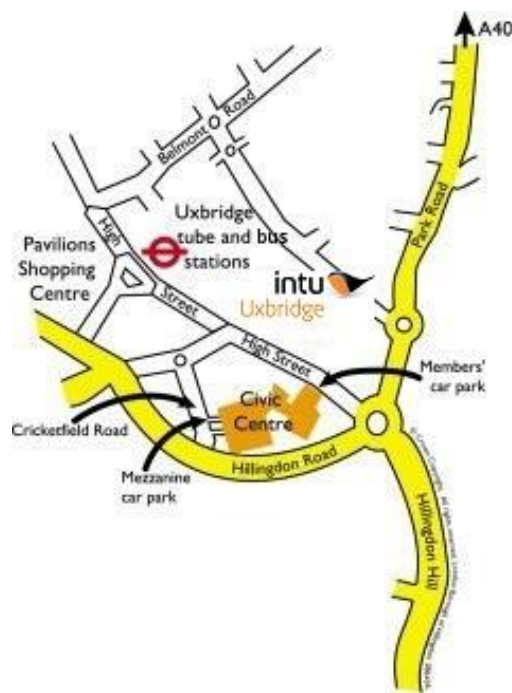 A40
Belmont Road
Park Road
High
Uxbridge
tube and bus
stations
Pavilions
Shopping
Centre
Street
intu
Uxbridge
High Street
Members'
car park
Civic
Centre
Cricketfield Road
Mezzanine
car park
Hillingdon Road
Hillingdon Hill